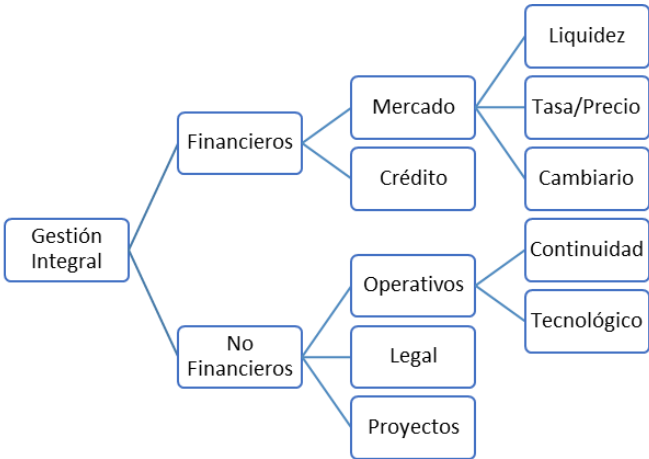 Gestión
Integral
Financieros
Mercado
Liquidez
Tasa/Precio
Cambiario
Crédito
No
Financieros
Operativos
Continuidad
Tecnológico
Legal
Proyectos